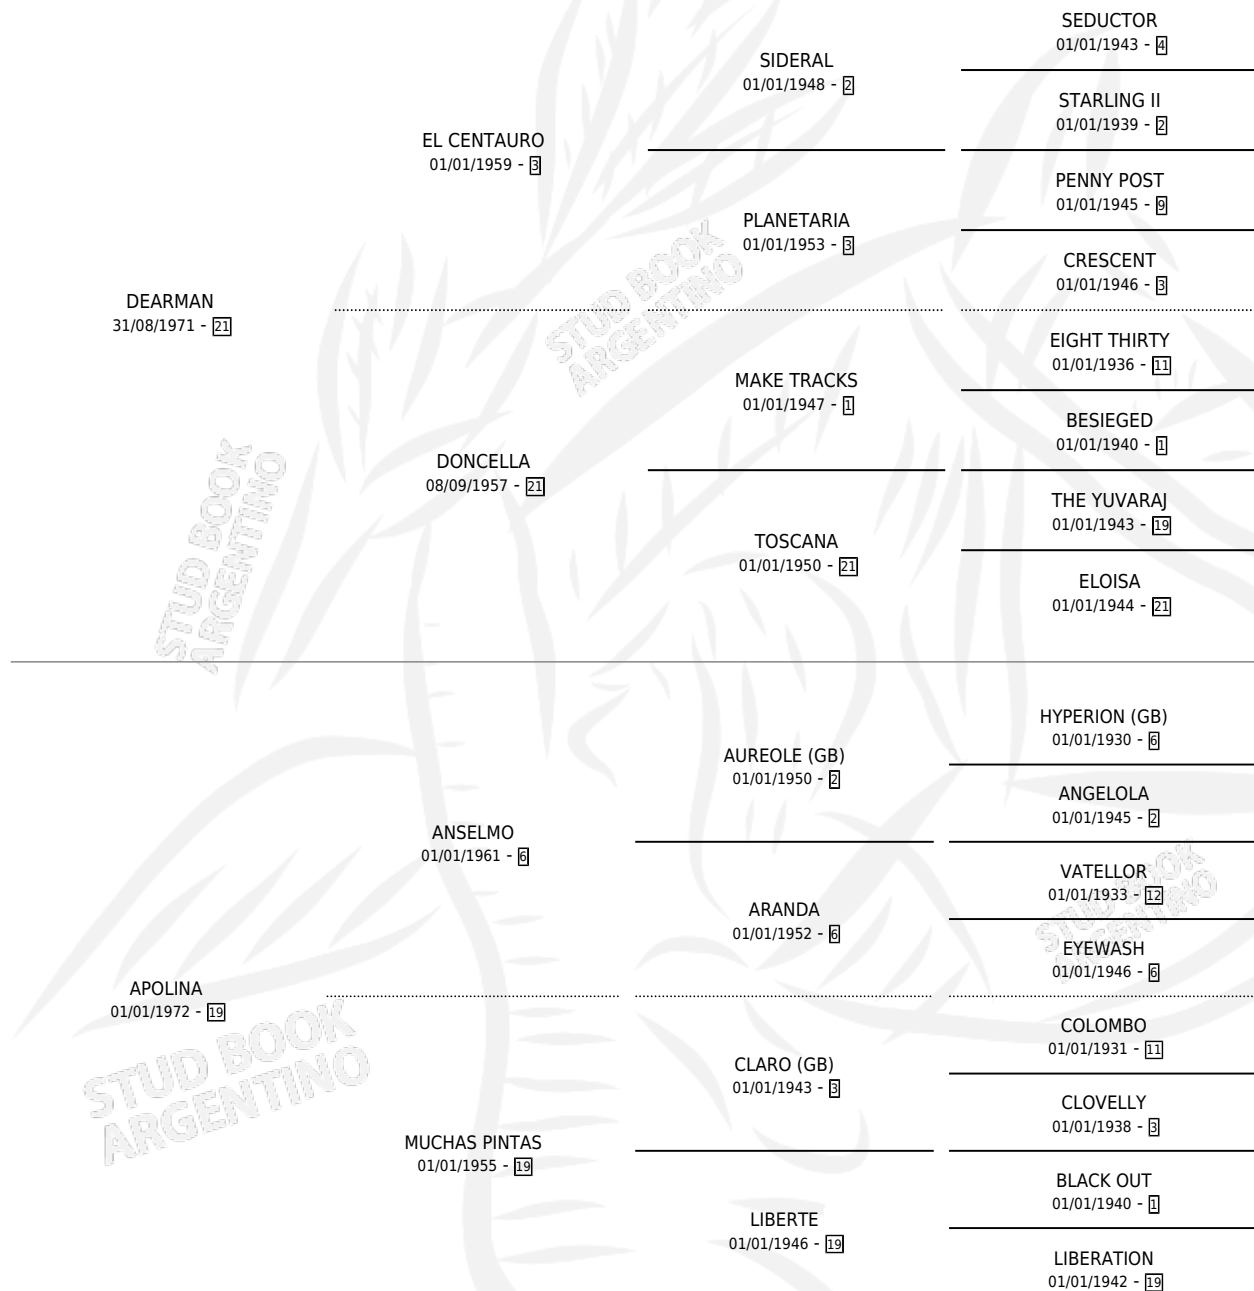 SEDUCTOR
01/01/1943 - 4
SIDERAL
01/01/1948 - 2
STARLING II
01/01/1939 - 2
EL CENTAURO
01/01/1959 - 3
PENNY POST
01/01/1945 - 9
PLANETARIA
01/01/1953 - 3
CRESCENT
01/01/1946 - 3
DEARMAN
31/08/1971 - 21
EIGHT THIRTY
01/01/1936 - 11
MAKE TRACKS
01/01/1947 - 1
BESIEGED
01/01/1940 - 1
DONCELLA
08/09/1957 - 21
THE YUVARAJ
01/01/1943 - 19
TOSCANA
01/01/1950 - 21
ELOISA
01/01/1944 - 21
HYPERION (GB)
01/01/1930 - 6
AUREOLE (GB)
01/01/1950 - 2
ANGELOLA
01/01/1945 - 2
ANSELMO
01/01/1961 - 6
VATELLOR
01/01/1933 - 12
ARANDA
01/01/1952 - 6
EYEWASH
01/01/1946 - 6
APOLINA
01/01/1972 - 19
COLOMBO
01/01/1931 - 11
CLARO (GB)
01/01/1943 - 3
CLOVELLY
01/01/1938 - 3
MUCHAS PINTAS
01/01/1955 - 19
BLACK OUT
01/01/1940 - 1
LIBERTE
01/01/1946 - 19
LIBERATION
01/01/1942 - 19
STUD BOOK
ARGENTINO
STUD BOOK
ARGENTINO
STUD BOOK
ARGENTINO
STUD BOOK
ARGENTINO